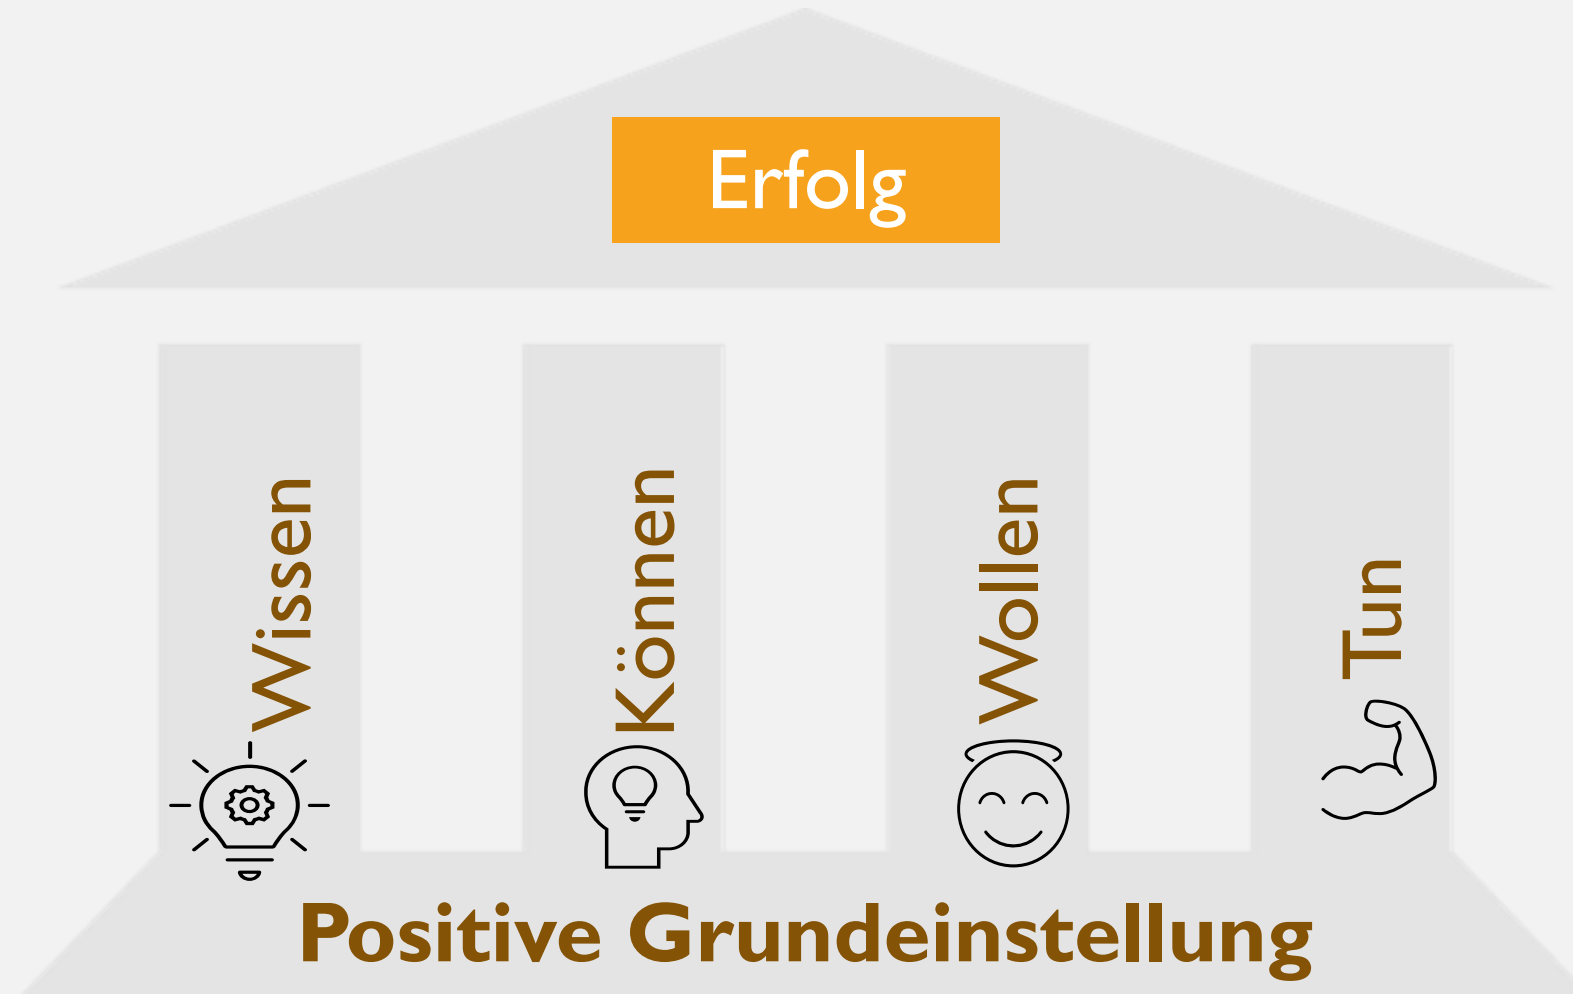 Erfolg
Wissen
Können
Wollen
Tun
Positive Grundeinstellung